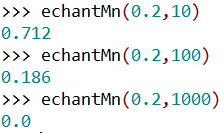 >>> echantMn(0.2,10)
0.712
>>> echantMn(0.2,100)
0.186
>>> echantMn(0.2,1000)
0.0